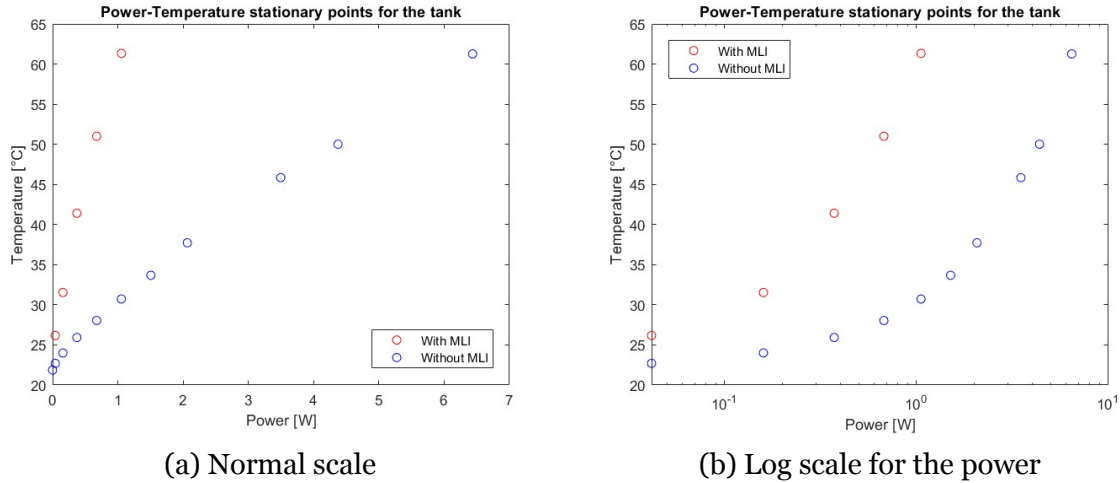 Power-Temperature stationary points for the tank
65
60
55
50
45
40
35
30
25
20
Temperature [°C]
With MLI
Without MLI
0 1 2 3 4 5 6 7
Power [W]
(a) Normal scale
Power-Temperature stationary points for the tank
65
60
55
50
45
40
35
30
25
20
Temperature [°C]
With MLI
Without MLI
10⁻¹ 10⁰ 10¹
Power [W]
(b) Log scale for the power